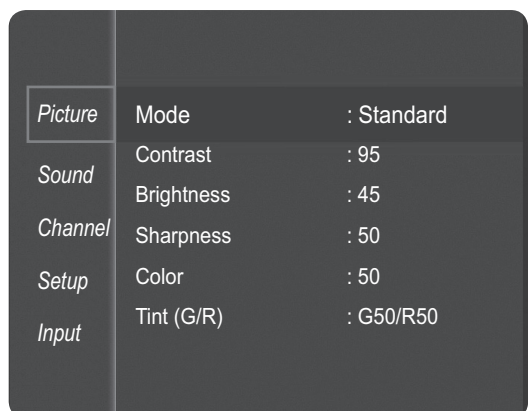 Picture
Sound
Channel
Setup
Input
Mode : Standard
Contrast : 95
Brightness : 45
Sharpness : 50
Color : 50
Tint (G/R) : G50/R50